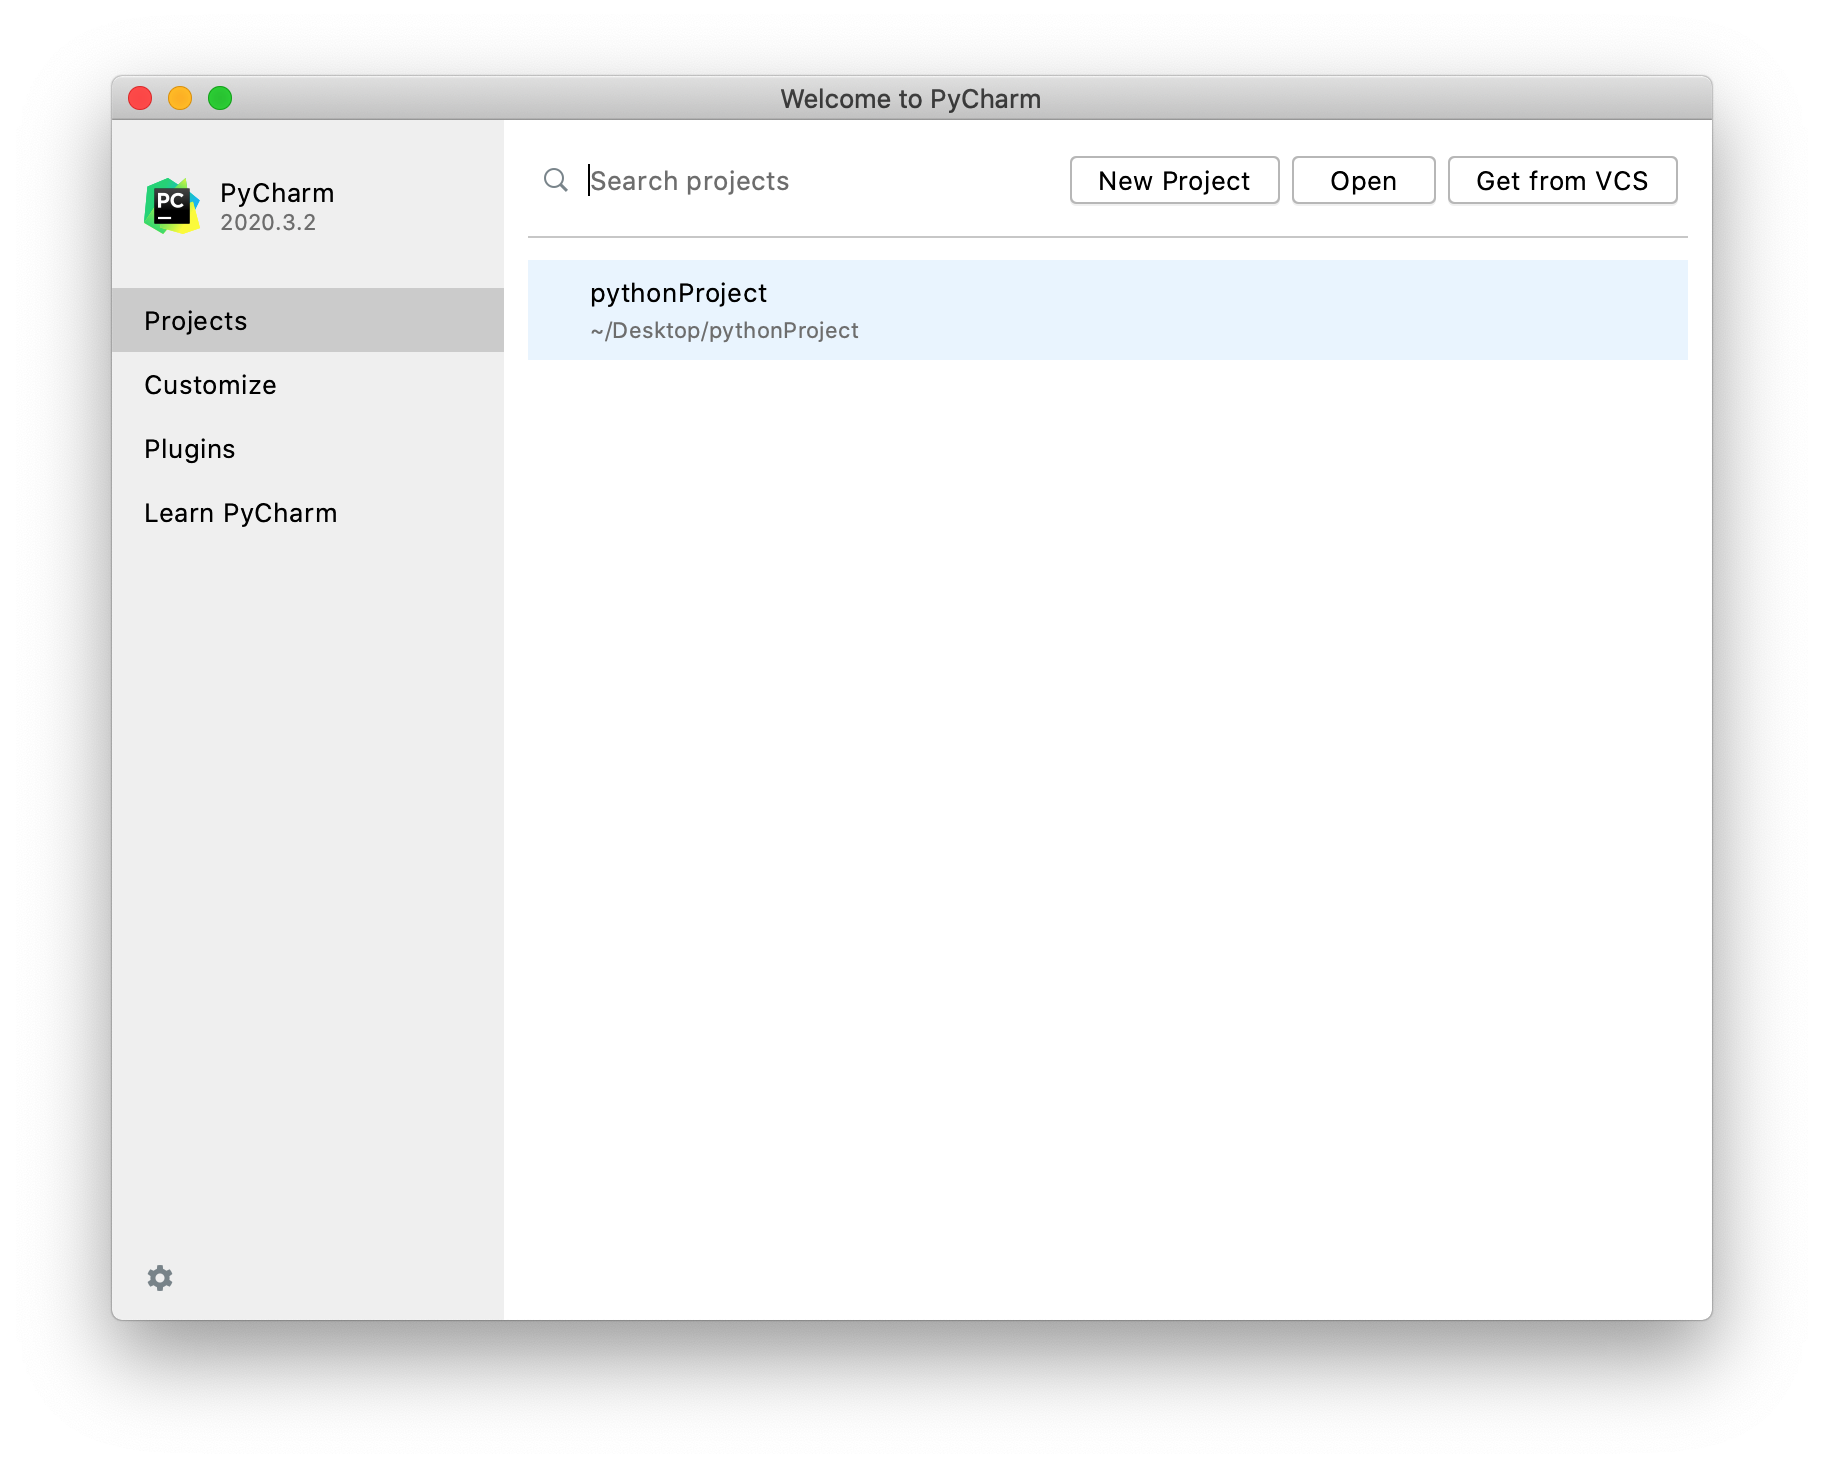 Welcome to PyCharm
PC
PyCharm
2020.3.2
Projects
Customize
Plugins
Learn PyCharm
Search projects
New Project
Open
Get from VCS
pythonProject
~/Desktop/pythonProject